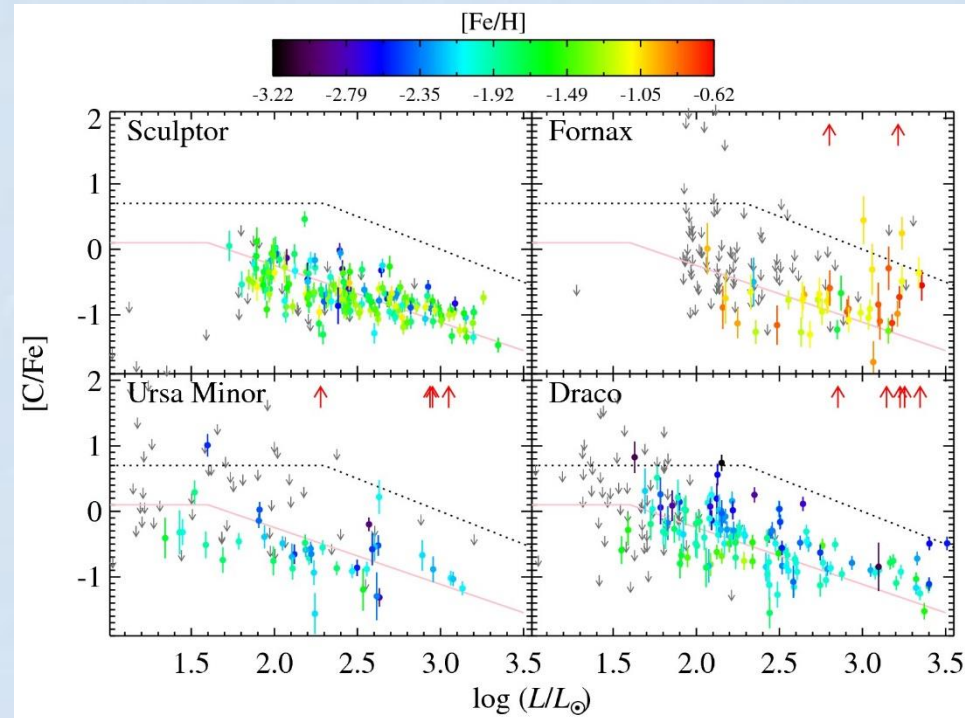 [Fe/H]
-3.22 -2.79 -2.35 -1.92 -1.49 -1.05 -0.62
Sculptor
Fornax
2
1
0
-1
Ursa Minor
Draco
2
1
0
-1
[C/Fe]
1.5 2.0 2.5 3.0 3.5 1.5 2.0 2.5 3.0 3.5
log (L/L☉)